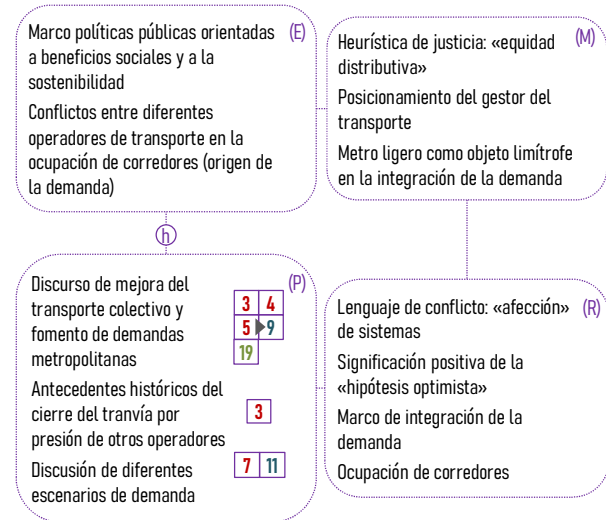 Marco políticas públicas orientadas (E)
a beneficios sociales y a la
sostenibilidad
Conflictos entre diferentes
operadores de transporte en la
ocupación de corredores (origen de
la demanda)
Heurística de justicia: «equidad (M)
distributiva»
Posicionamiento del gestor del
transporte
Metro ligero como objeto limítrofe
en la integración de la demanda
h
Discurso de mejora del (P)
transporte colectivo y
fomento de demandas
metropolitanas
3 4
5 9
19
Antecedentes históricos del
cierre del tranvía por
presión de otros operadores
3
Discusión de diferentes
escenarios de demanda
7 11
Lenguaje de conflicto: «afección» (R)
de sistemas
Significación positiva de la
«hipótesis optimista»
Marco de integración de la
demanda
Ocupación de corredores